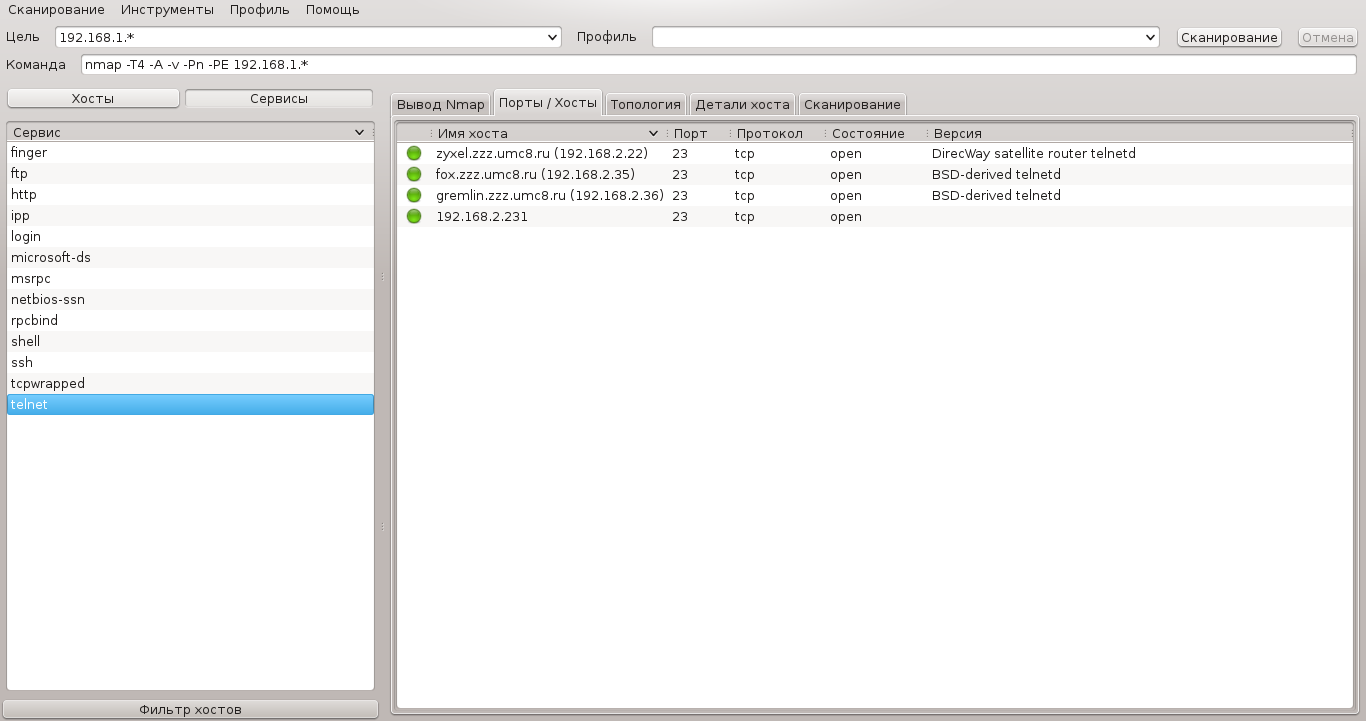 Сканирование Инструменты Профиль Помощь
Цель 192.168.1.* Профиль Сканирование Отмена
Команда nmap -T4 -A -v -Pn -PE 192.168.1.*
Хосты Сервисы
Вывод Nmap Порты / Хосты Топология Детали хоста Сканирование
Сервис
finger
ftp
http
ipp
login
microsoft-ds
msrpc
netbios-ssn
rpcbind
shell
ssh
tcpwrapped
telnet
Фильтр хостов
Имя хоста Порт Протокол Состояние Версия
zyxel.zzz.umc8.ru (192.168.2.22) 23 tcp open DirecWay satellite router telnetd
fox.zzz.umc8.ru (192.168.2.35) 23 tcp open BSD-derived telnetd
gremlin.zzz.umc8.ru (192.168.2.36) 23 tcp open BSD-derived telnetd
192.168.2.231 23 tcp open